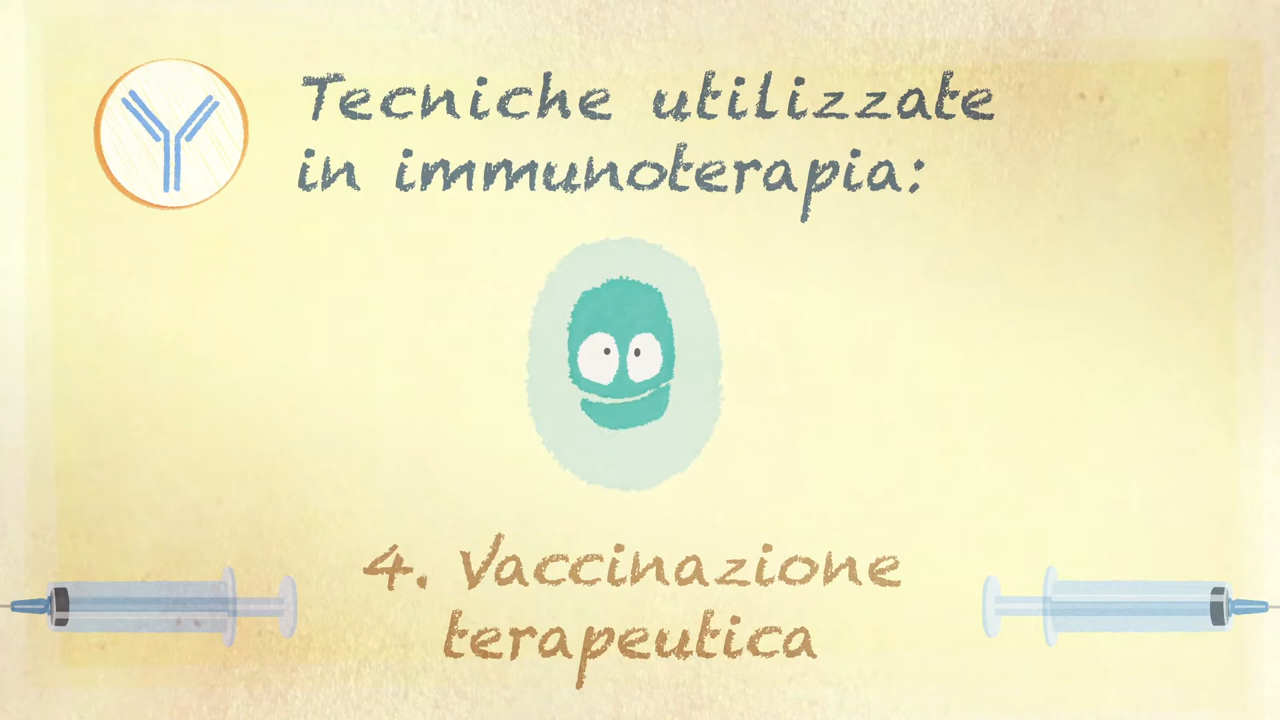 Tecniche utilizzate
in immunoterapia:
4. Vaccinazione
terapeutica